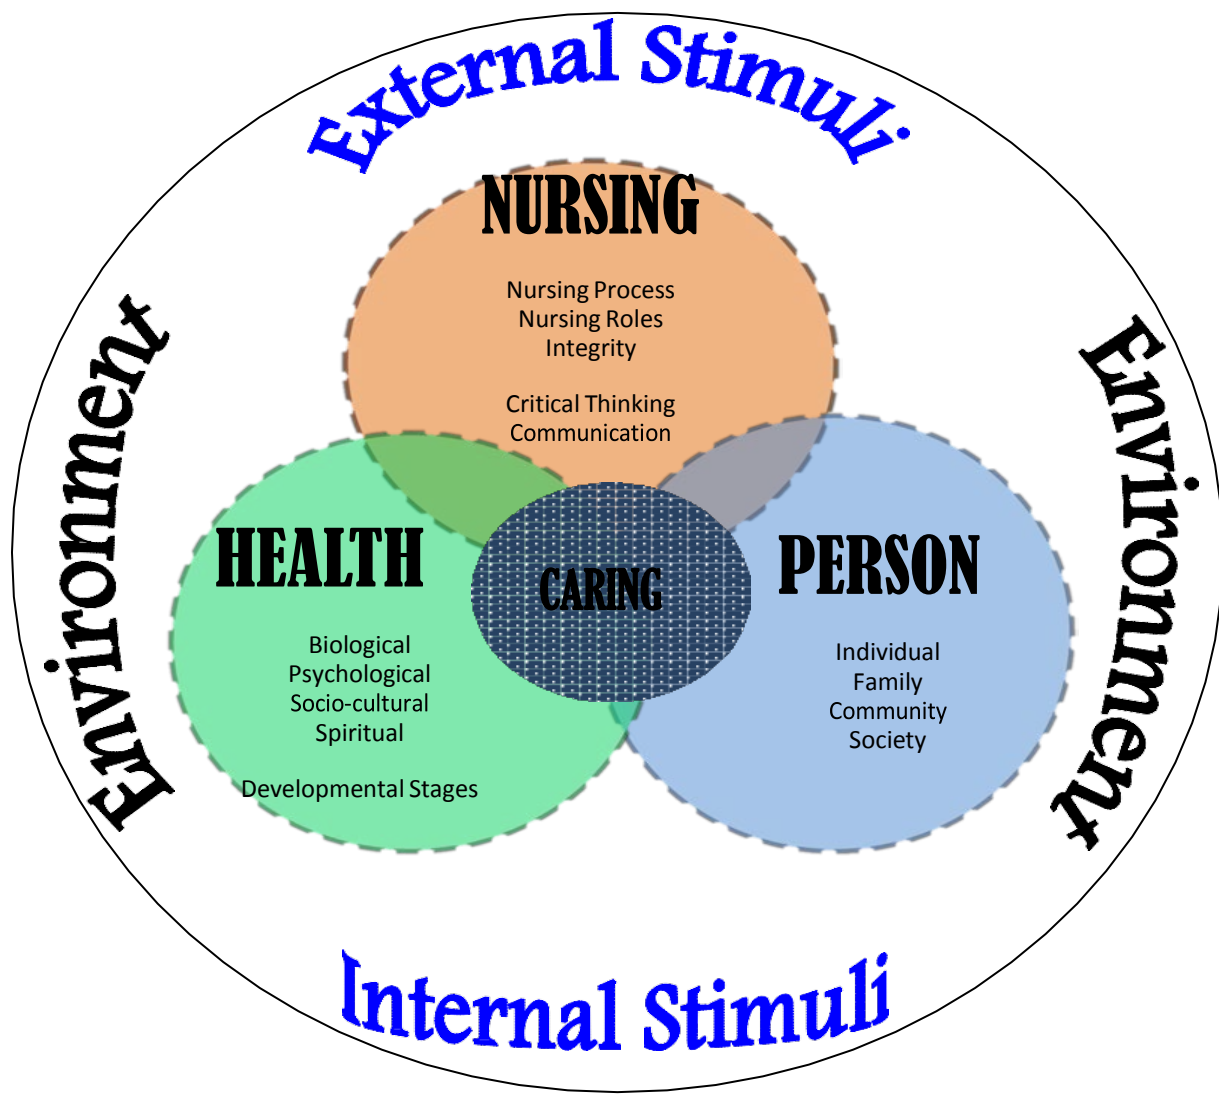 External Stimuli
NURSING
Nursing Process
Nursing Roles
Integrity
Critical Thinking
Communication
Environment
Environment
HEALTH
Biological
Psychological
Socio-cultural
Spiritual
Developmental Stages
CARING
PERSON
Individual
Family
Community
Society
Internal Stimuli